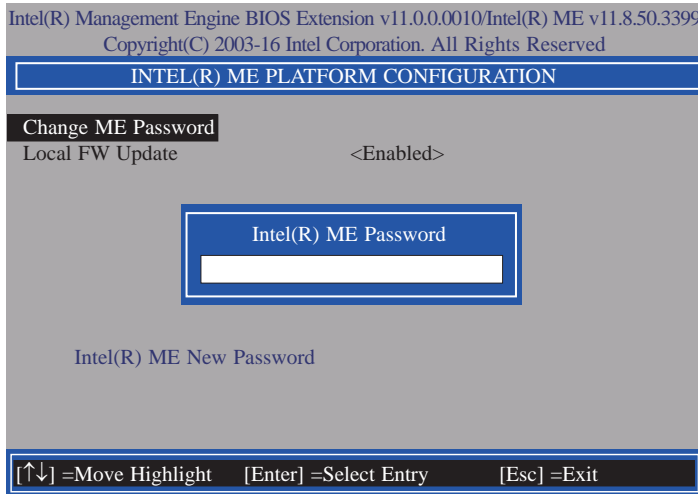 Intel(R) Management Engine BIOS Extension v11.0.0.0010/Intel(R) ME v11.8.50.3399
Copyright(C) 2003-16 Intel Corporation. All Rights Reserved
INTEL(R) ME PLATFORM CONFIGURATION
Change ME Password
Local FW Update <Enabled>
Intel(R) ME Password
Intel(R) ME New Password
[↑↓] =Move Highlight [Enter] =Select Entry [Esc] =Exit